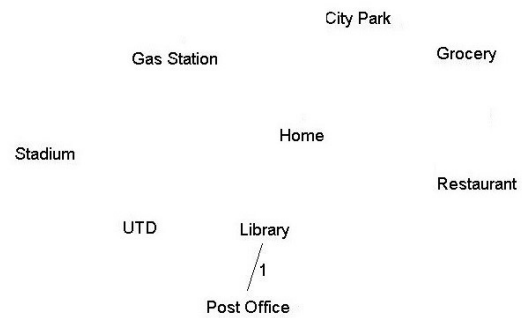 City Park
Grocery
Gas Station
Home
Stadium
Restaurant
UTD
Library
1
Post Office